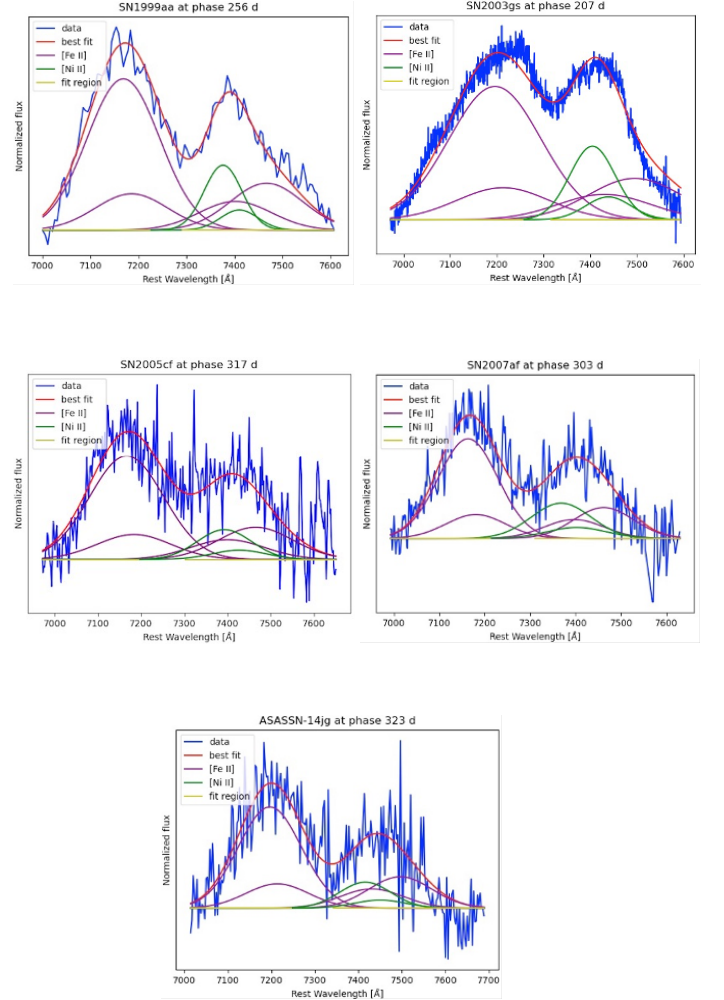 SN1999aa at phase 256 d
data
best fit
[Fe II]
[Ni II]
fit region
Normalized flux
7000 7100 7200 7300 7400 7500 7600
Rest Wavelength [Å]
SN2003gs at phase 207 d
data
best fit
[Fe II]
[Ni II]
fit region
Normalized flux
7000 7100 7200 7300 7400 7500 7600
Rest Wavelength [Å]
SN2005cf at phase 317 d
data
best fit
[Fe II]
[Ni II]
fit region
Normalized flux
7000 7100 7200 7300 7400 7500 7600
Rest Wavelength [Å]
SN2007af at phase 303 d
data
best fit
[Fe II]
[Ni II]
fit region
Normalized flux
7000 7100 7200 7300 7400 7500 7600
Rest Wavelength [Å]
ASASSN-14jg at phase 323 d
data
best fit
[Fe II]
[Ni II]
fit region
Normalized flux
7000 7100 7200 7300 7400 7500 7600 7700
Rest Wavelength [Å]